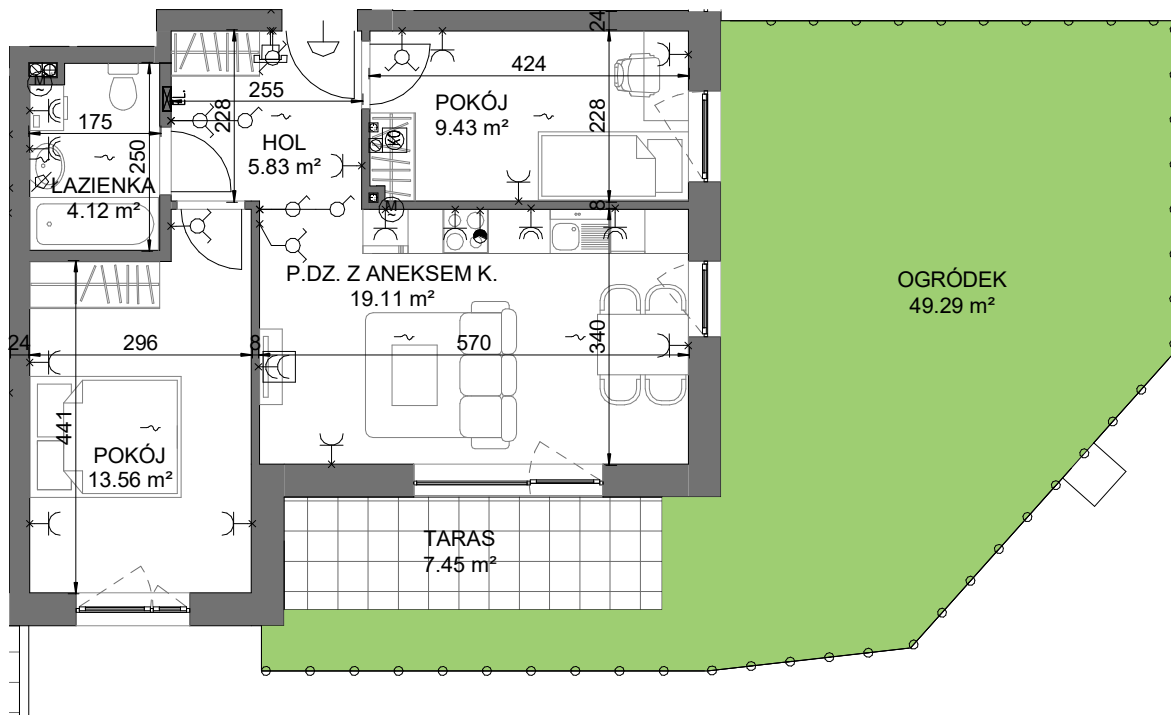 24
424
POKÓJ
9.43 m²
228
255
228
HOL
5.83 m²
M
~
175
250
ŁAZIENKA
4.12 m²
KO
M
~
8
P.DZ. Z ANEKSEM K.
19.11 m²
OGRÓDEK
49.29 m²
24
296
8
570
340
441
POKÓJ
13.56 m²
TARAS
7.45 m²